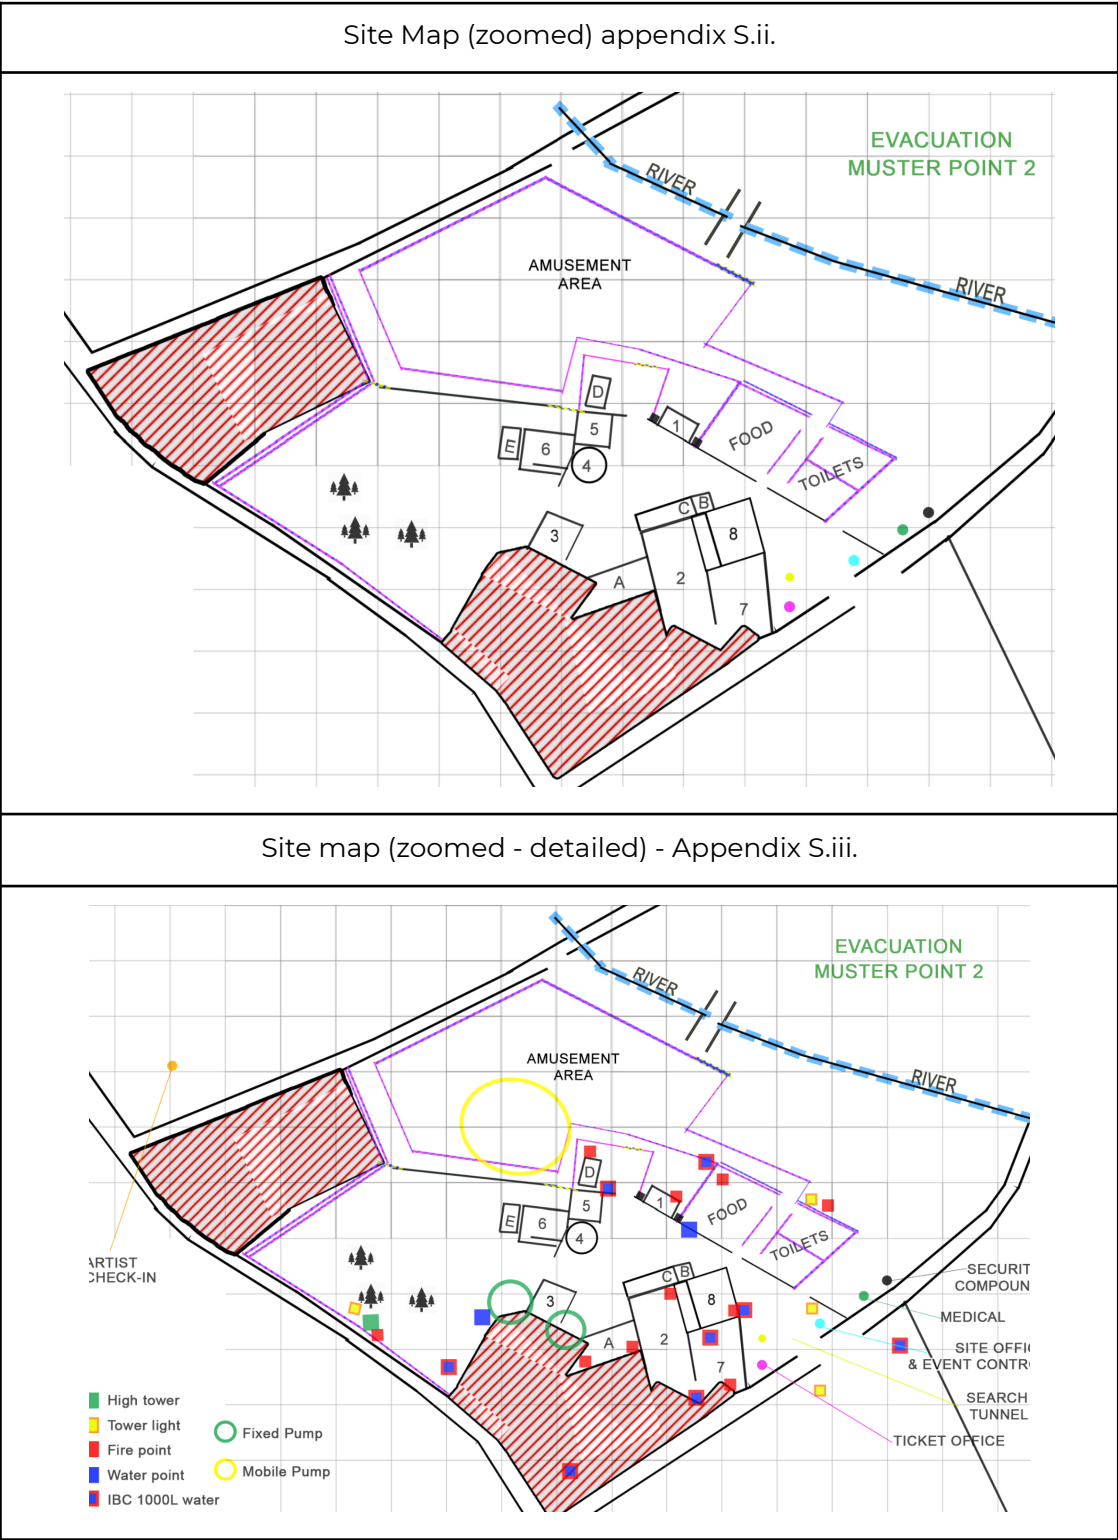 Site Map (zoomed) appendix S.ii.
EVACUATION
MUSTER POINT 2
RIVER
RIVER
AMUSEMENT
AREA
D
5
E
6
4
1
FOOD
TOILETS
3
C
B
8
A
2
7
Site map (zoomed - detailed) - Appendix S.iii.
EVACUATION
MUSTER POINT 2
RIVER
RIVER
AMUSEMENT
AREA
D
5
E
6
4
1
FOOD
TOILETS
ARTIST
CHECK-IN
3
C
B
8
A
2
7
SECURIT
COMPOUN
MEDICAL
SITE OFFI
& EVENT CONTR
SEARCH
TUNNEL
TICKET OFFICE
High tower
Tower light
Fire point
Water point
IBC 1000L water
Fixed Pump
Mobile Pump